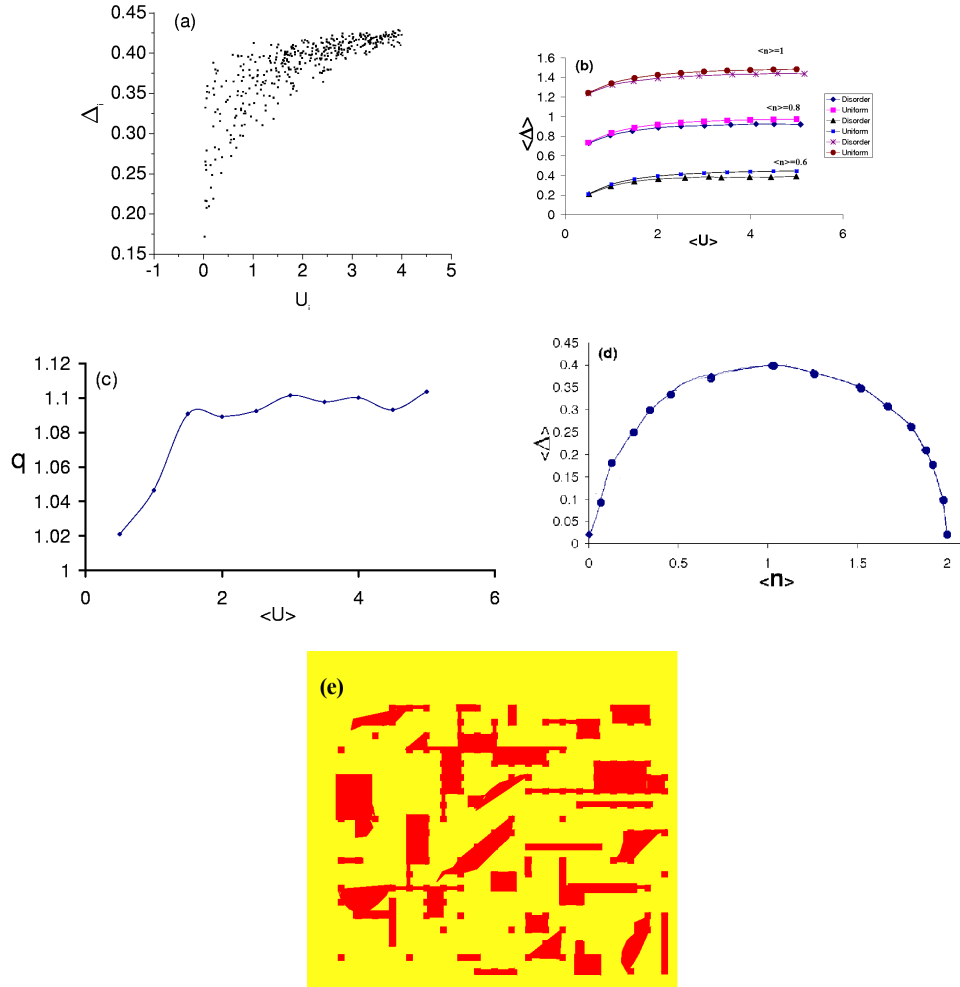 (a)
0.45
0.40
0.35
0.30
0.25
0.20
0.15
Δi
-1 0 1 2 3 4 5
Ui
(b)
<n>=1
<n>=0.8
<n>=0.6
1.6
1.4
1.2
1
0.8
0.6
0.4
0.2
0
<Δ>
0 2 4 6
<U>
Disorder
Uniform
Disorder
Uniform
Disorder
Uniform
(c)
1.12
1.1
1.08
1.06
1.04
1.02
1
q
0 2 4 6
<U>
(d)
0.45
0.4
0.35
0.3
0.25
0.2
0.15
0.1
0.05
0
<Δ>
0 0.5 1 1.5 2
<n>
(e)